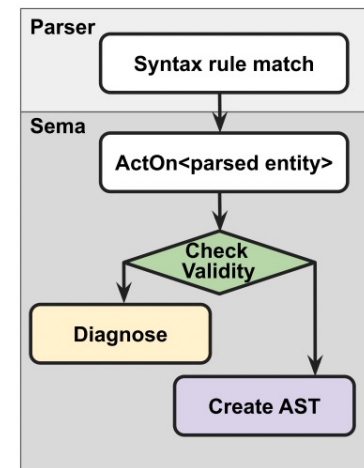 Parser
Syntax rule match
Sema
ActOn<parsed entity>
Check
Validity
Diagnose
Create AST